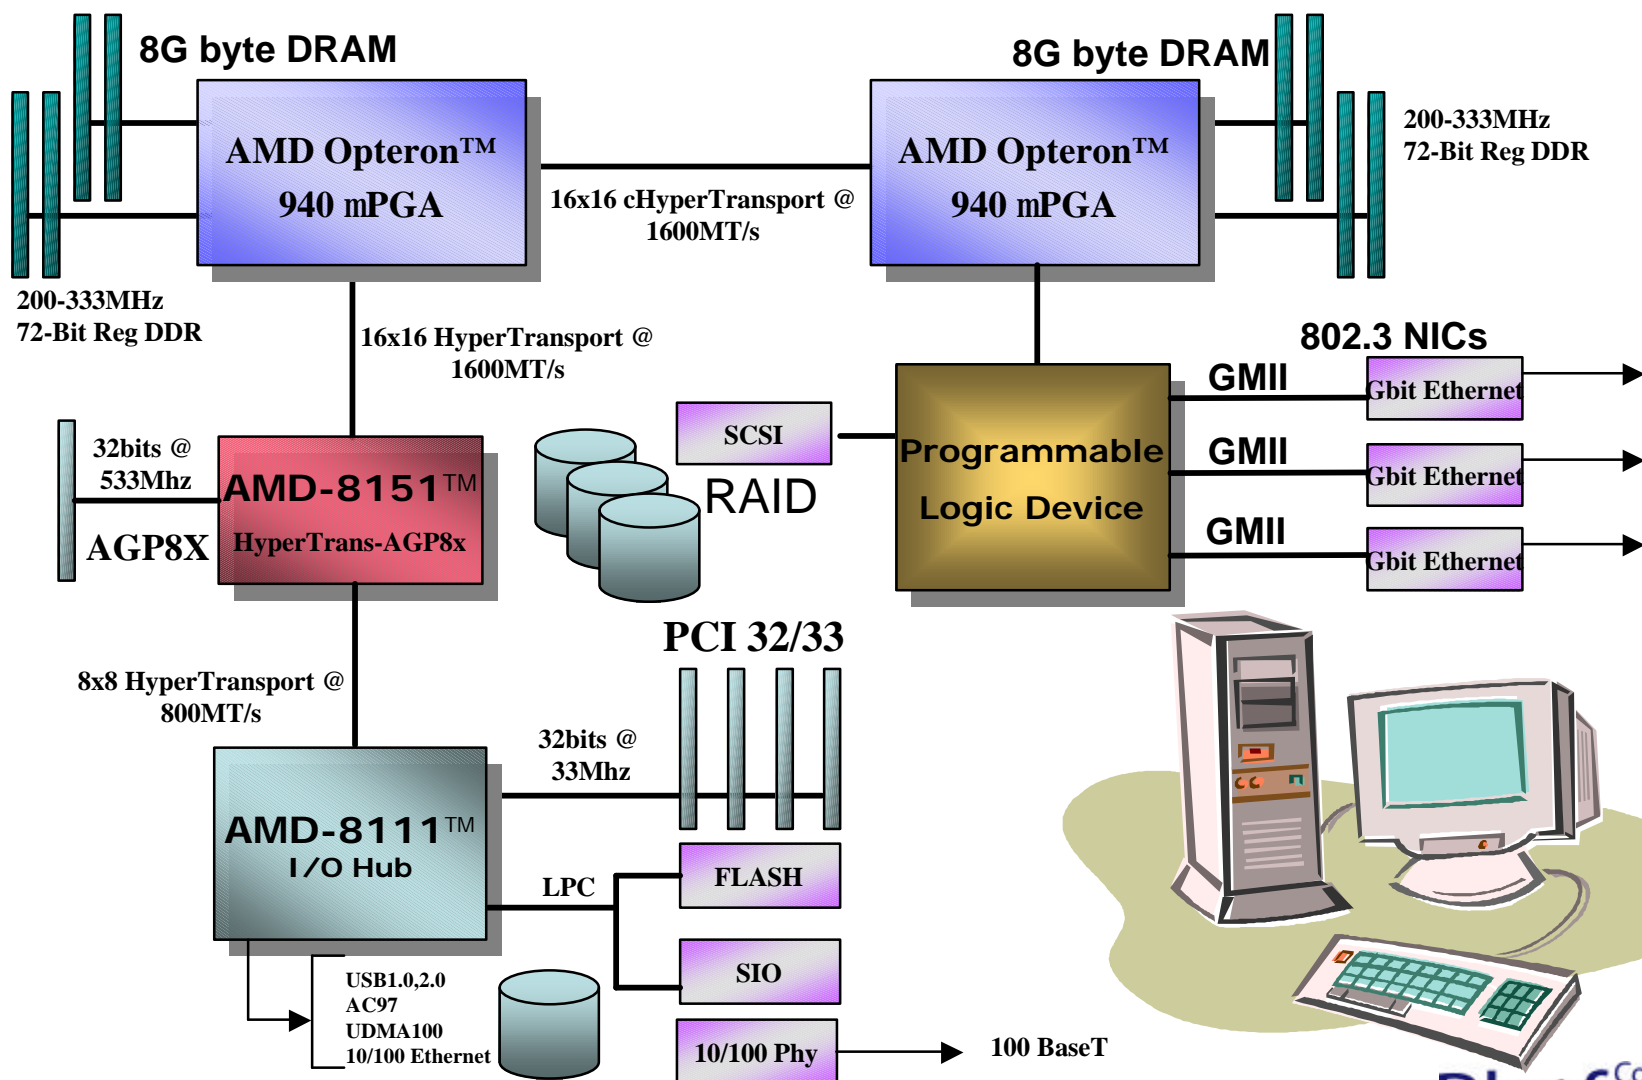 8G byte DRAM
8G byte DRAM
AMD Opteron™
940 mPGA
AMD Opteron™
940 mPGA
200-333MHz
72-Bit Reg DDR
16x16 cHyperTransport @
1600MT/s
200-333MHz
72-Bit Reg DDR
16x16 HyperTransport @
1600MT/s
802.3 NICs
GMII
Gbit Ethernet
GMII
Gbit Ethernet
GMII
Gbit Ethernet
SCSI
RAID
Programmable
Logic Device
32bits @
533Mhz
AGP8X
AMD-8151™
HyperTrans-AGP8x
PCI 32/33
8x8 HyperTransport @
800MT/s
32bits @
33Mhz
AMD-8111™
I/O Hub
LPC
FLASH
SIO
USB1.0,2.0
AC97
UDMA100
10/100 Ethernet
10/100 Phy
100 BaseT